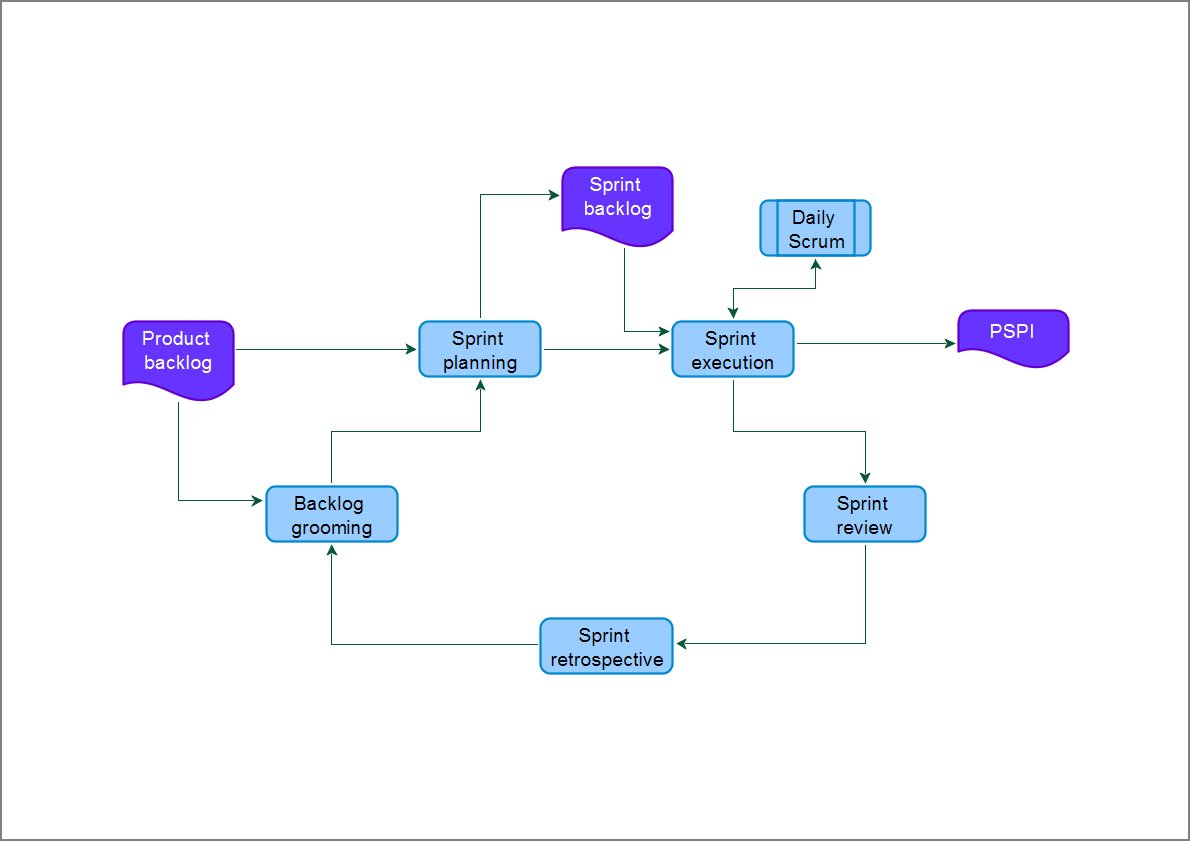 Sprint
backlog
Daily
Scrum
Product
backlog
Sprint
planning
Sprint
execution
PSPI
Backlog
grooming
Sprint
review
Sprint
retrospective